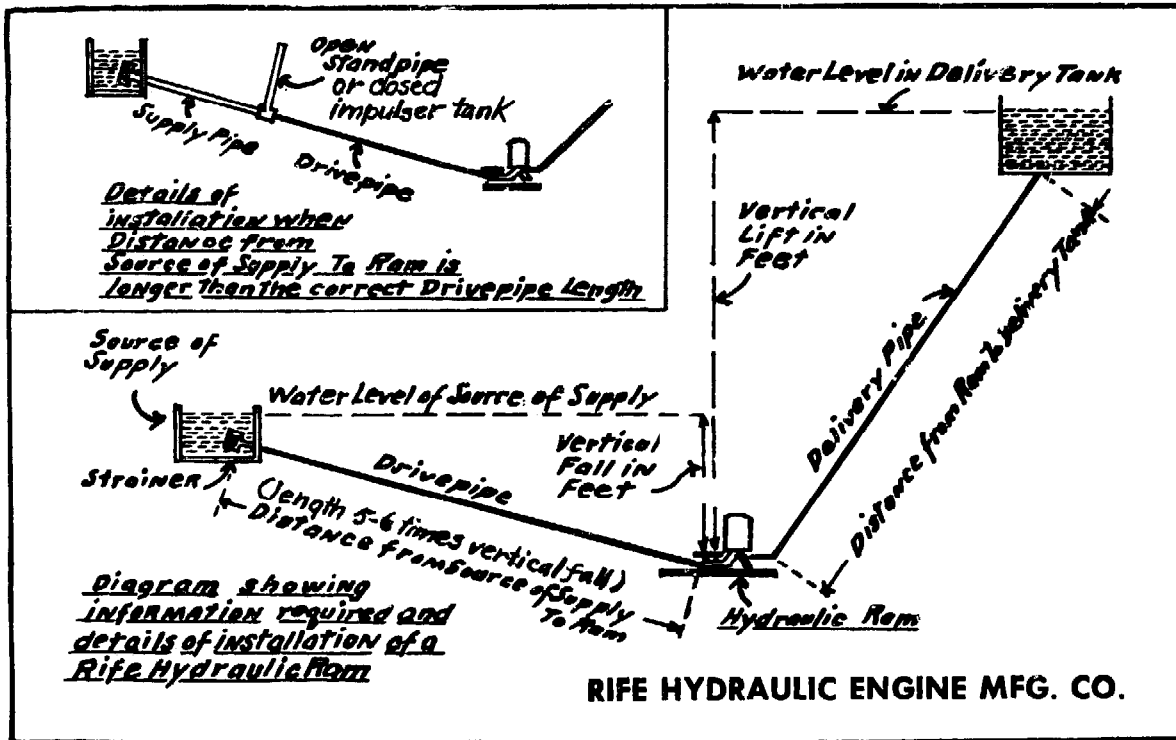 Open
standpipe
or closed
impulser tank
Supply Pipe
Drivepipe
Details of
installation when
Distance from
Source of Supply To Ram is
longer than the correct Drivepipe Length
Water Level in Delivery Tank
Vertical
Lift in
Feet
Delivery Pipe
Distance from Ram to Delivery Tank
Source of
Supply
Water Level of Source of Supply
Vertical
Fall in
Feet
Strainer
Drivepipe
(length 5-6 times vertical fall)
Distance from Source of Supply
To Ram
Hydraulic Ram
Diagram showing
information required and
details of installation of a
Rife Hydraulic Ram
RIFE HYDRAULIC ENGINE MFG. CO.